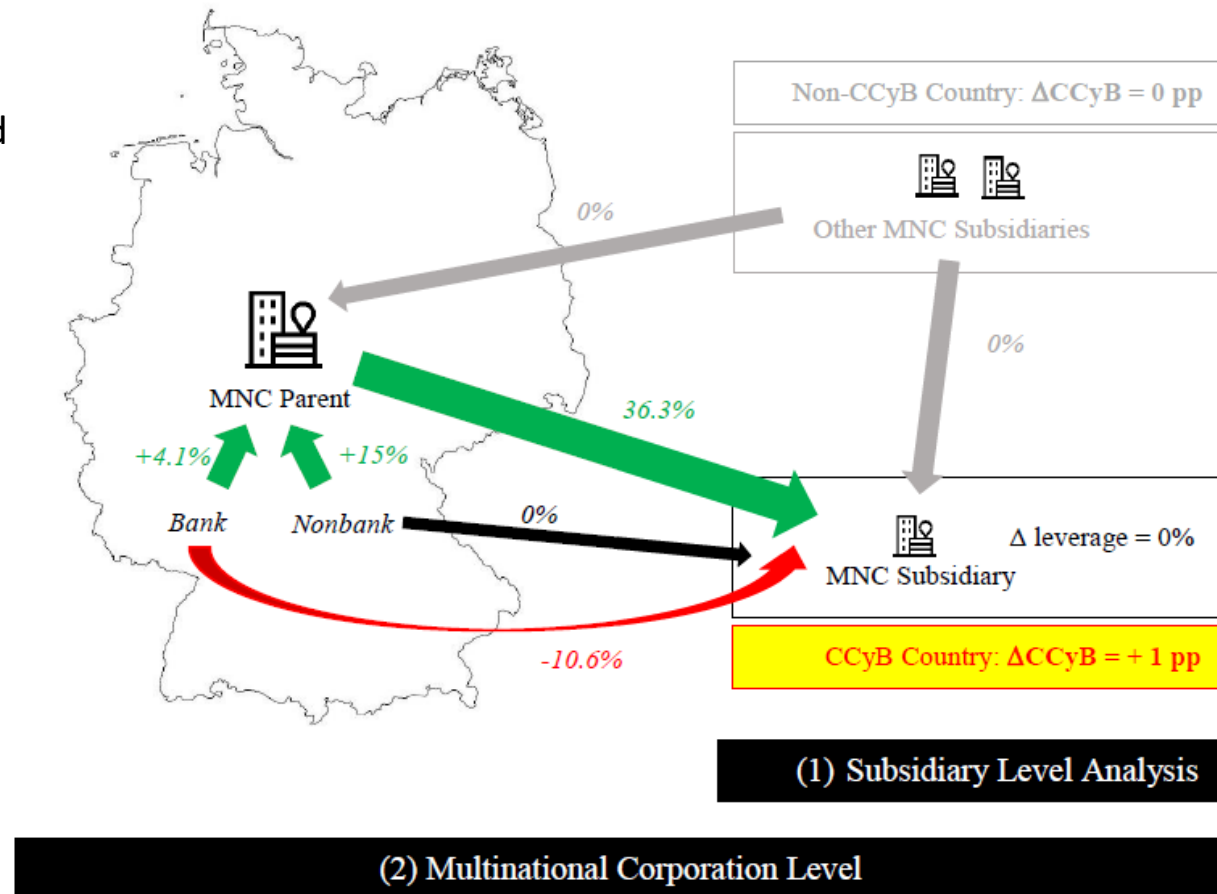 Non-CCyB Country: ΔCCyB = 0 pp
d
0%
Other MNC Subsidiaries
0%
MNC Parent
36.3%
+4.1%
+15%
Bank
Nonbank
0%
Δ leverage = 0%
MNC Subsidiary
-10.6%
CCyB Country: ΔCCyB = + 1 pp
(1) Subsidiary Level Analysis
(2) Multinational Corporation Level